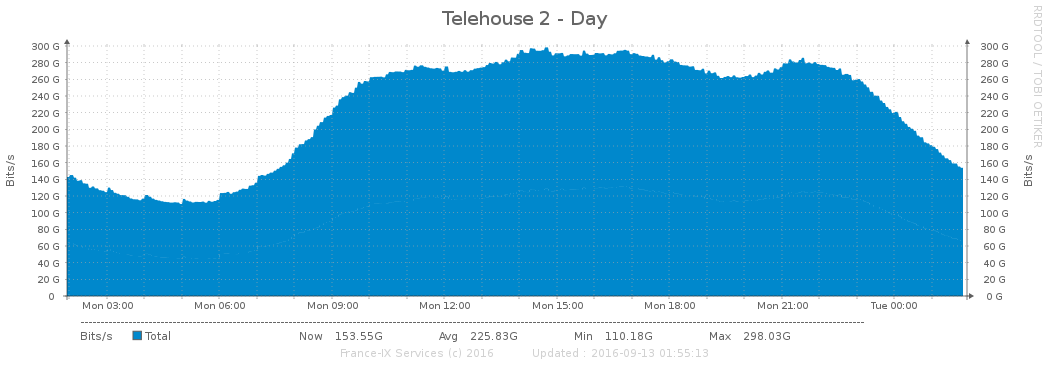 Telehouse 2 - Day
RRDTOOL / TOBI OETIKER
Bits/s
300 G 300 G
280 G 280 G
260 G 260 G
240 G 240 G
220 G 220 G
200 G 200 G
180 G 180 G
160 G 160 G
140 G 140 G
120 G 120 G
100 G 100 G
80 G 80 G
60 G 60 G
40 G 40 G
20 G 20 G
0 0 G
Bits/s
Mon 03:00 Mon 06:00 Mon 09:00 Mon 12:00 Mon 15:00 Mon 18:00 Mon 21:00 Tue 00:00
Bits/s Total Now 153.55G Avg 225.83G Min 110.18G Max 298.03G
France-IX Services (c) 2016 Updated : 2016-09-13 01:55:13